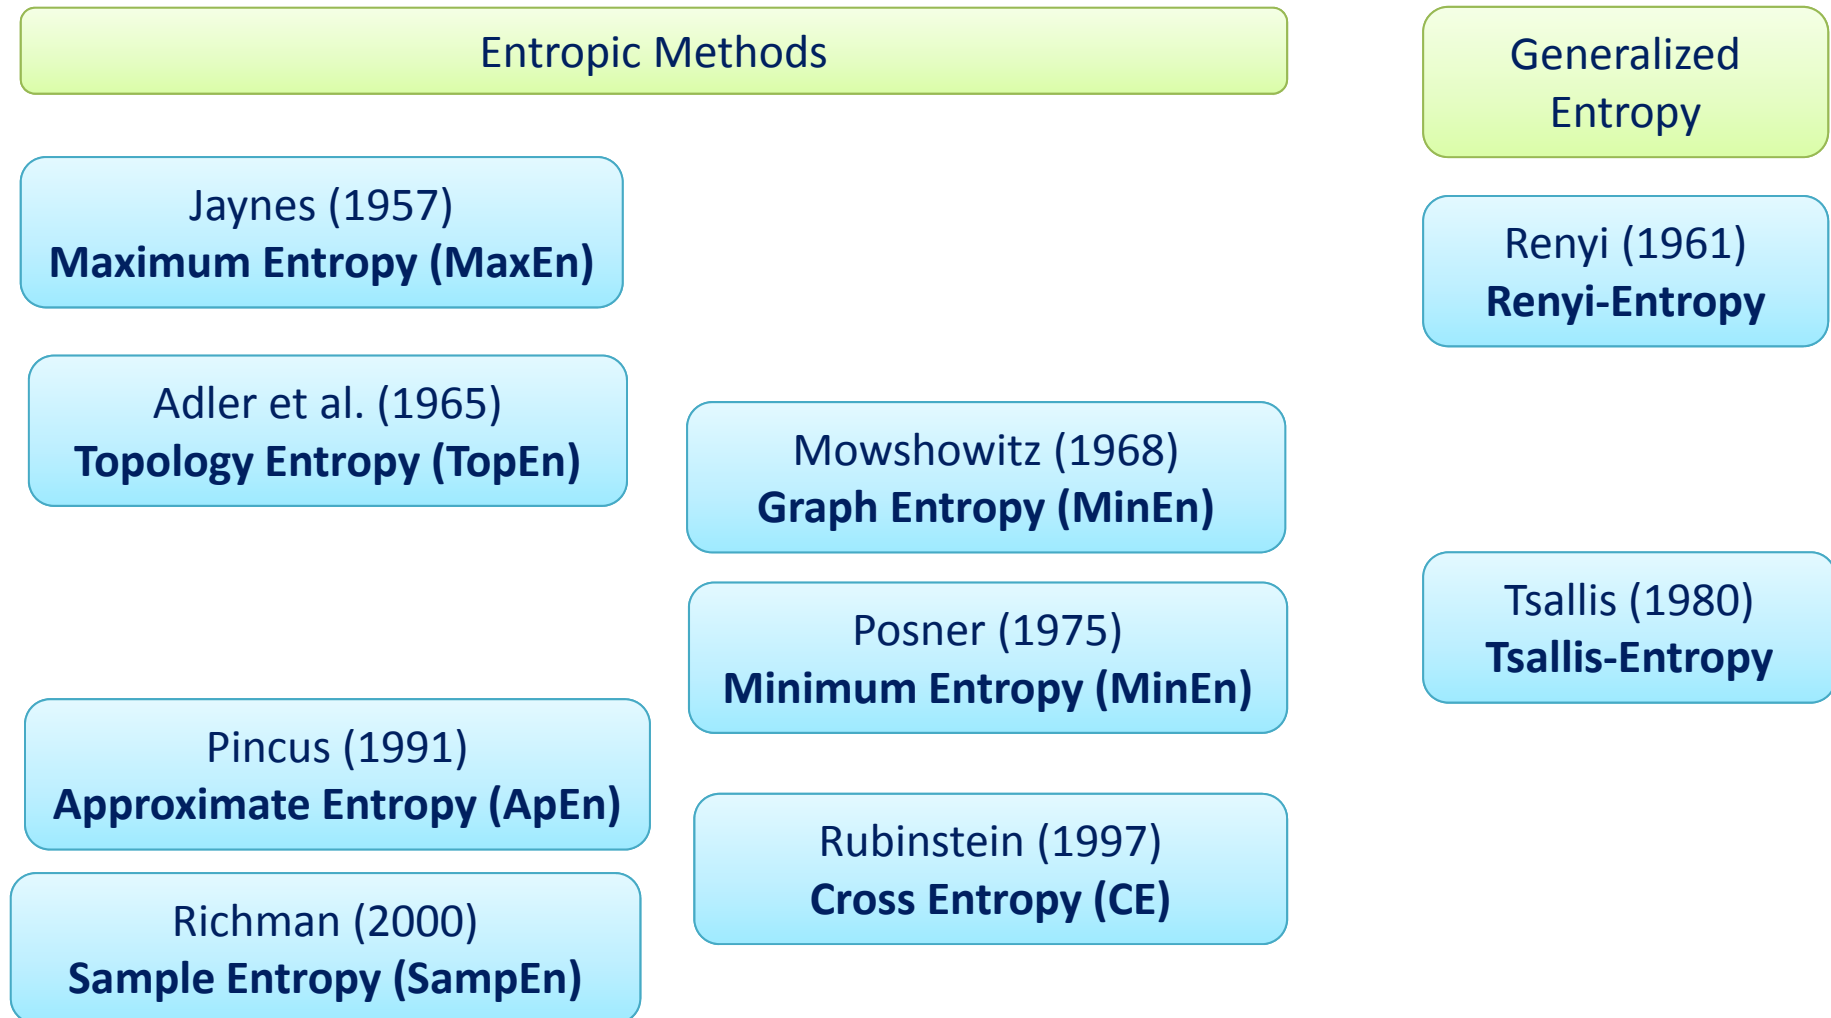 Entropic Methods
Generalized
Entropy
Jaynes (1957)
Maximum Entropy (MaxEn)
Renyi (1961)
Renyi-Entropy
Adler et al. (1965)
Topology Entropy (TopEn)
Mowshowitz (1968)
Graph Entropy (MinEn)
Posner (1975)
Minimum Entropy (MinEn)
Tsallis (1980)
Tsallis-Entropy
Pincus (1991)
Approximate Entropy (ApEn)
Rubinstein (1997)
Cross Entropy (CE)
Richman (2000)
Sample Entropy (SampEn)